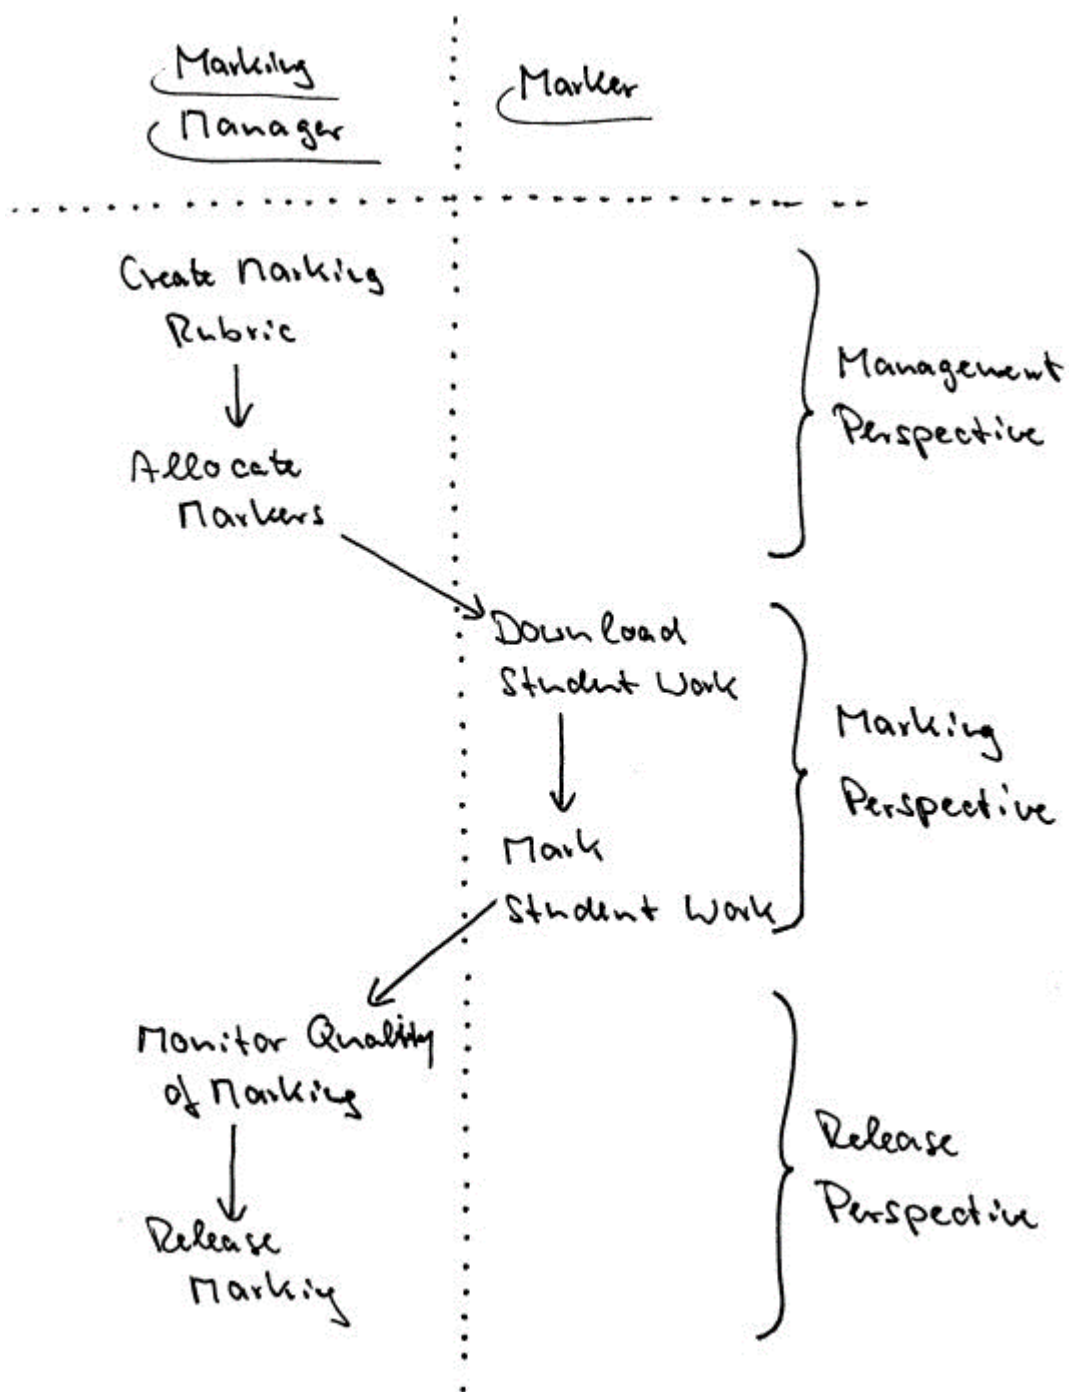 Marking
Manager
Marker
Create Marking
Rubric
Allocate
Markers
Management
Perspective
Download
Student Work
Mark
Student Work
Marking
Perspective
Monitor Quality
of Marking
Release
Marking
Release
Perspective